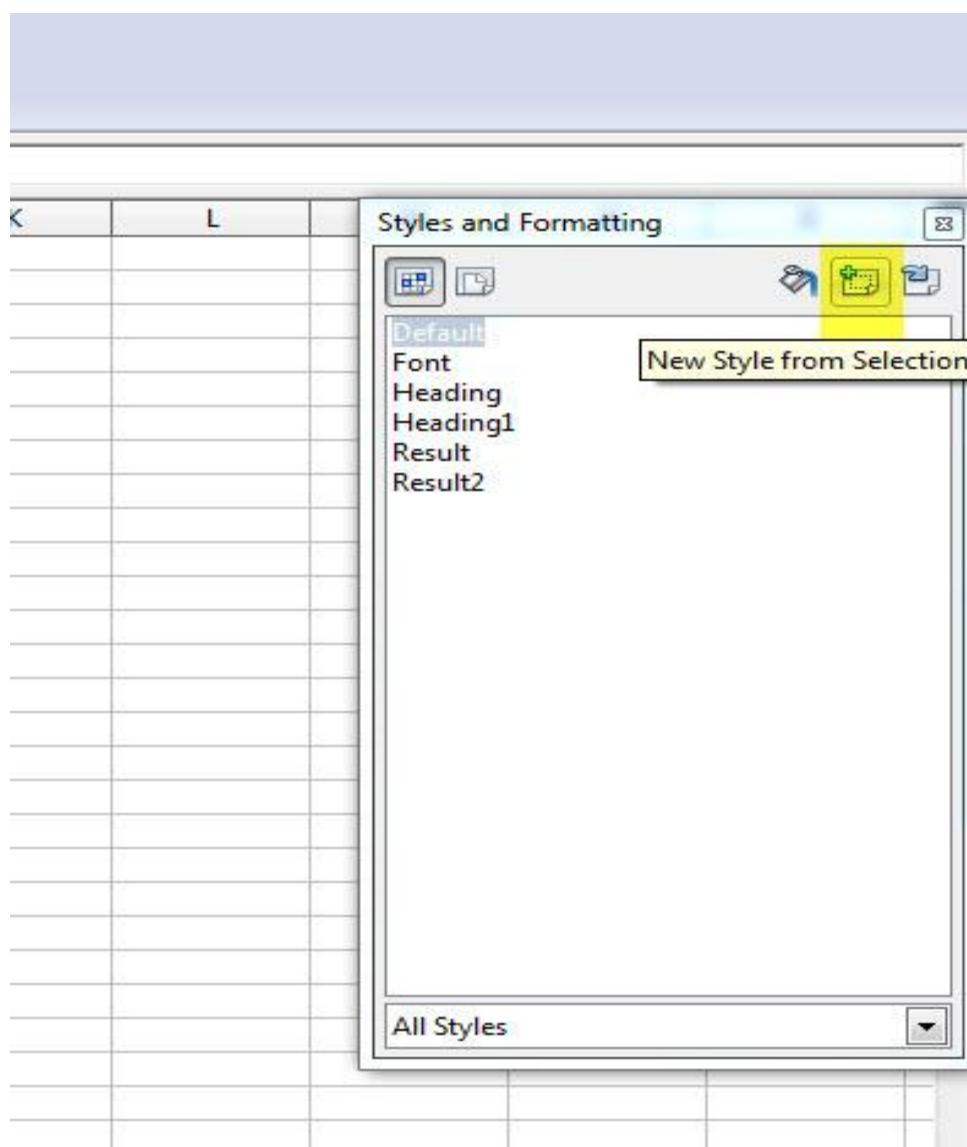 K L
Styles and Formatting
Default
Font
New Style from Selection
Heading
Heading1
Result
Result2
All Styles